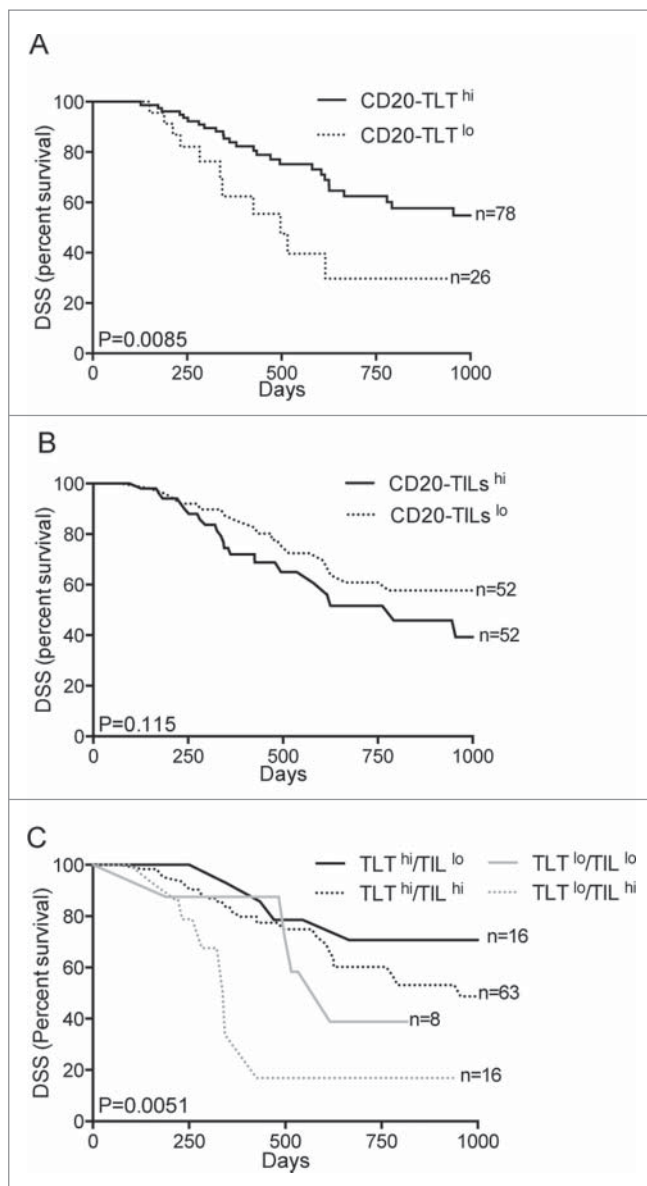 A
CD20-TLT hi
CD20-TLT lo
100
80
60
40
20
0
DSS (percent survival)
n=78
n=26
P=0.0085
0 250 500 750 1000
Days
B
CD20-TILs hi
CD20-TILs lo
100
80
60
40
20
0
DSS (percent survival)
n=52
n=52
P=0.115
0 250 500 750 1000
Days
C
TLT hi/TIL lo TLT lo/TIL lo
TLT hi/TIL hi TLT lo/TIL hi
100
80
60
40
20
0
DSS (Percent survival)
n=16
n=63
n=8
n=16
P=0.0051
0 250 500 750 1000
Days